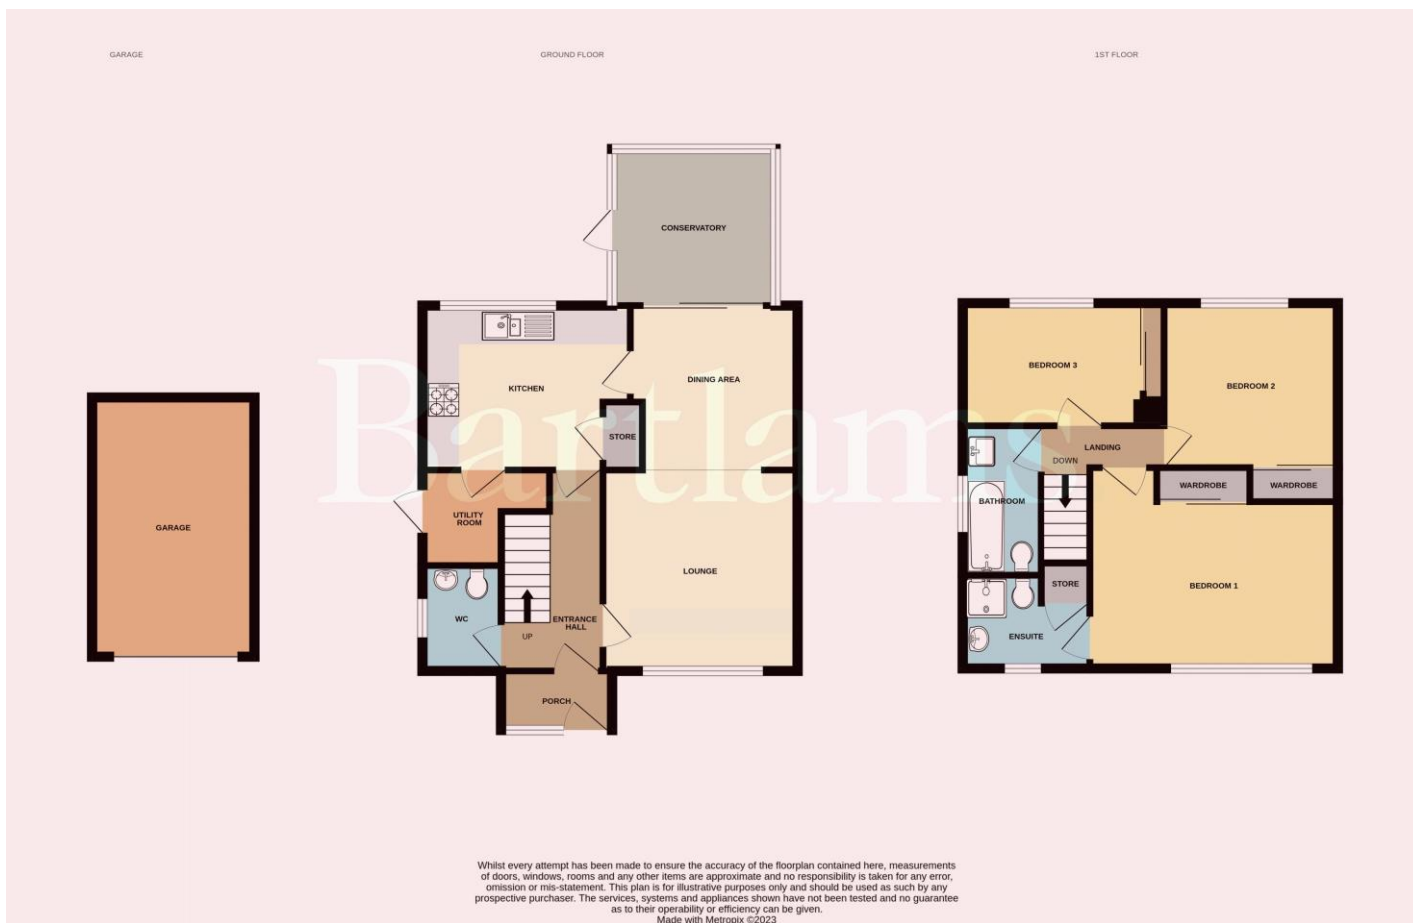 GARAGE
GROUND FLOOR
1ST FLOOR
CONSERVATORY
KITCHEN
DINING AREA
STORE
UTILITY
ROOM
LOUNGE
WC
UP
ENTRANCE
HALL
PORCH
GARAGE
BEDROOM 3
BEDROOM 2
LANDING
DOWN
BATHROOM
WARDROBE
WARDROBE
STORE
BEDROOM 1
ENSUITE
Bartlams
Whilst every attempt has been made to ensure the accuracy of the floorplan contained here, measurements
of doors, windows, rooms and any other items are approximate and no responsibility is taken for any error,
omission or mis-statement. This plan is for illustrative purposes only and should be used as such by any
prospective purchaser. The services, systems and appliances shown have not been tested and no guarantee
as to their operability or efficiency can be given.
Made with Metropix ©2023